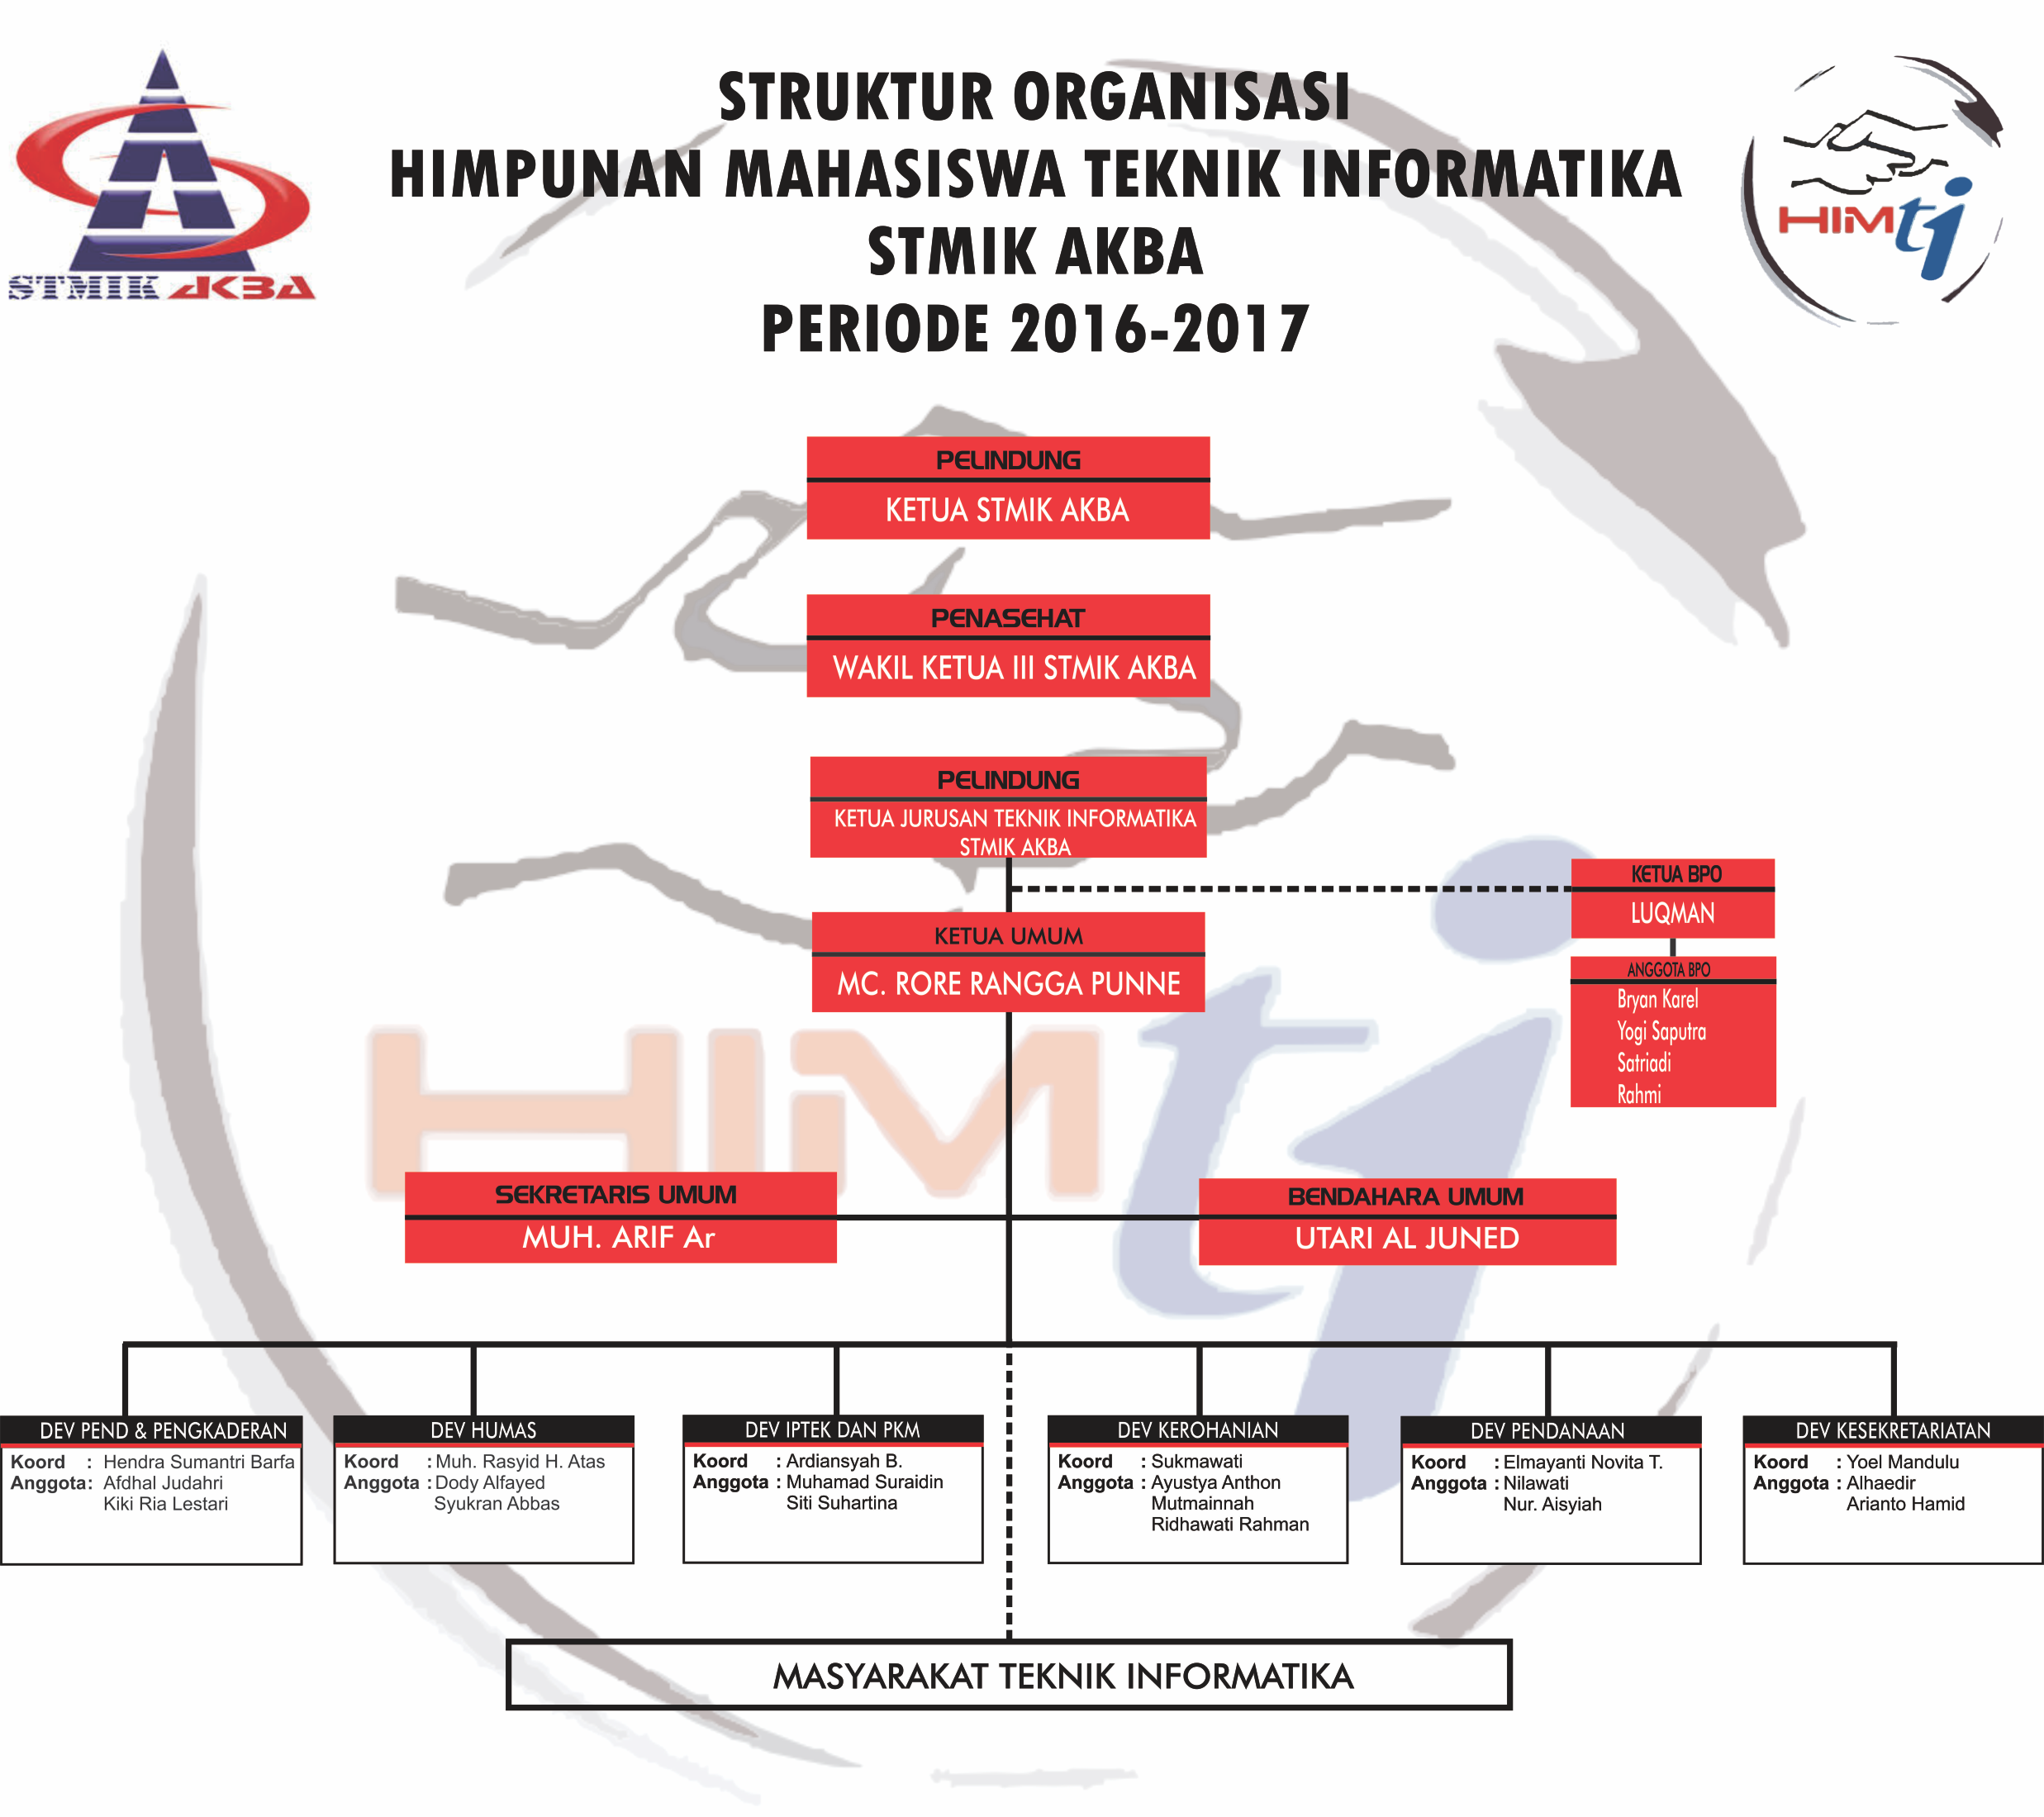 STRUKTUR ORGANISASI
HIMPUNAN MAHASISWA TEKNIK INFORMATIKA
STMIK AKBA
PERIODE 2016-2017
STMIK AKBA
HIMti
PELINDUNG
KETUA STMIK AKBA
PENASEHAT
WAKIL KETUA III STMIK AKBA
PELINDUNG
KETUA JURUSAN TEKNIK INFORMATIKA
STMIK AKBA
KETUA BPO
LUQMAN
KETUA UMUM
MC. RORE RANGGA PUNNE
ANGGOTA BPO
Bryan Karel
Yogi Saputra
Satriadi
Rahmi
HIMti
SEKRETARIS UMUM
MUH. ARIF Ar
BENDAHARA UMUM
UTARI AL JUNED
DEV PEND & PENGKADERAN
Koord : Hendra Sumantri Barfa
Anggota: Afdhal Judahri
Kiki Ria Lestari
DEV HUMAS
Koord : Muh. Rasyid H. Atas
Anggota : Dody Alfayed
Syukran Abbas
DEV IPTEK DAN PKM
Koord : Ardiansyah B.
Anggota : Muhamad Suraidin
Siti Suhartina
DEV KEROHANIAN
Koord : Sukmawati
Anggota : Ayustya Anthon
Mutmainnah
Ridhawati Rahman
DEV PENDANAAN
Koord : Elmayanti Novita T.
Anggota : Nilawati
Nur. Aisyiah
DEV KESEKRETARIATAN
Koord : Yoel Mandulu
Anggota : Alhaedir
Arianto Hamid
MASYARAKAT TEKNIK INFORMATIKA